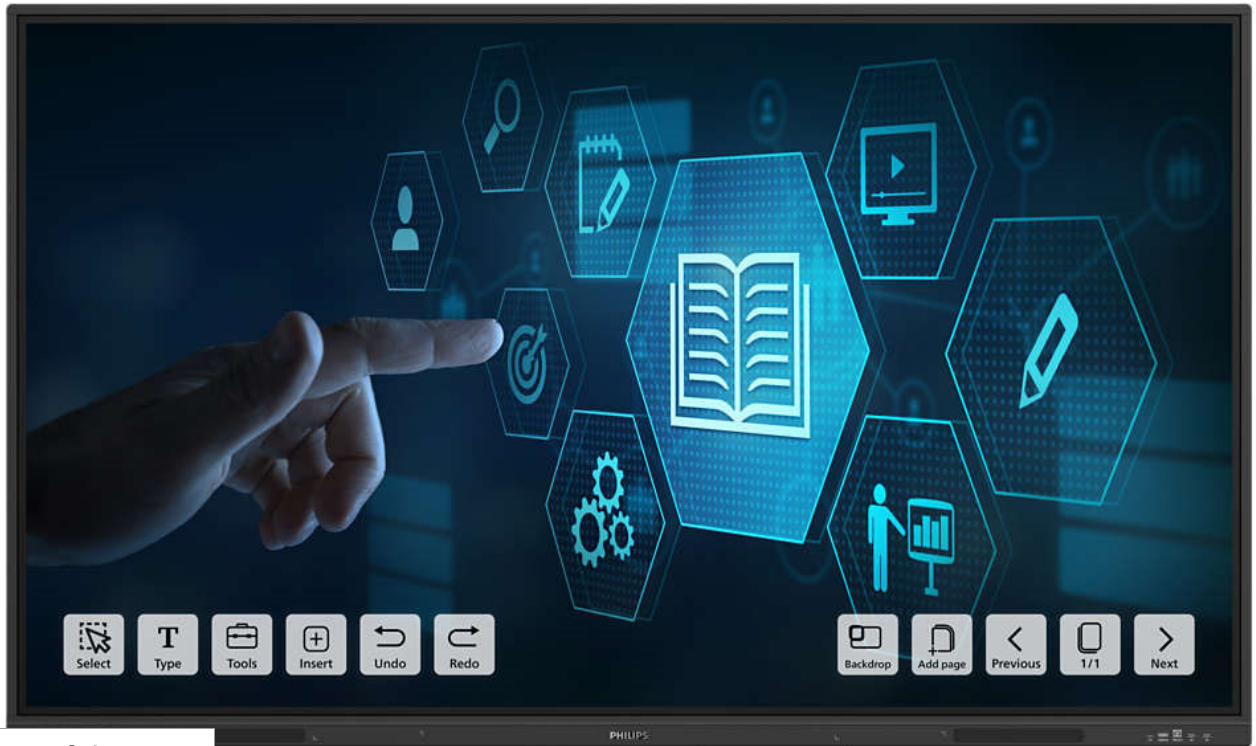 Select
Type
Tools
Insert
Undo
Redo
Backdrop
Add page
Previous
1/1
Next
PHILIPS